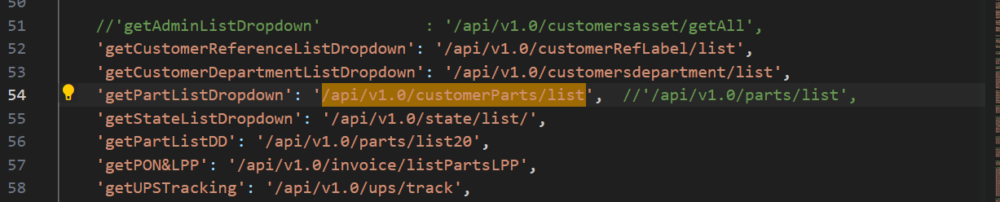 50
51 //'getAdminListDropdown' : '/api/v1.0/customersasset/getAll',
52 'getCustomerReferenceListDropdown': '/api/v1.0/customerRefLabel/list',
53 'getCustomerDepartmentListDropdown': '/api/v1.0/customersdepartment/list',
54 'getPartListDropdown': '/api/v1.0/customerParts/list', //'/api/v1.0/parts/list',
55 'getStateListDropdown': '/api/v1.0/state/list/',
56 'getPartListDD': '/api/v1.0/parts/list20',
57 'getPON&LPP': '/api/v1.0/invoice/listPartsLPP',
58 'getUPSTracking': '/api/v1.0/ups/track',